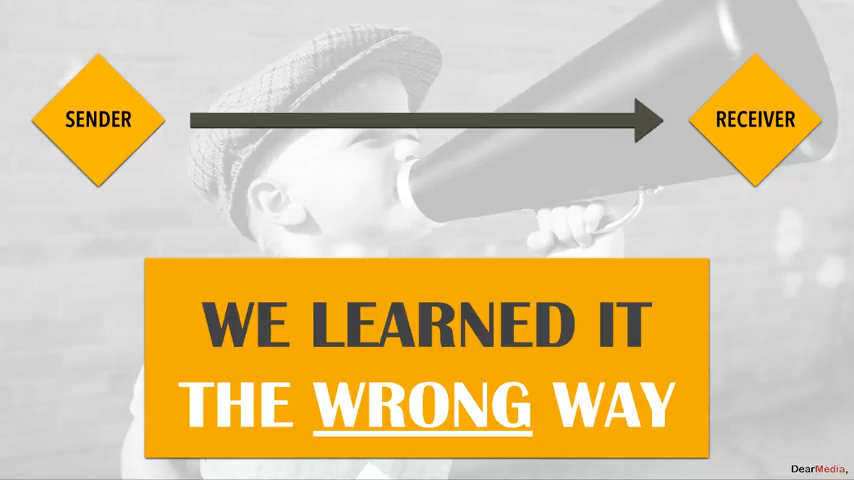 SENDER
RECEIVER
WE LEARNED IT
THE WRONG WAY
DearMedia,